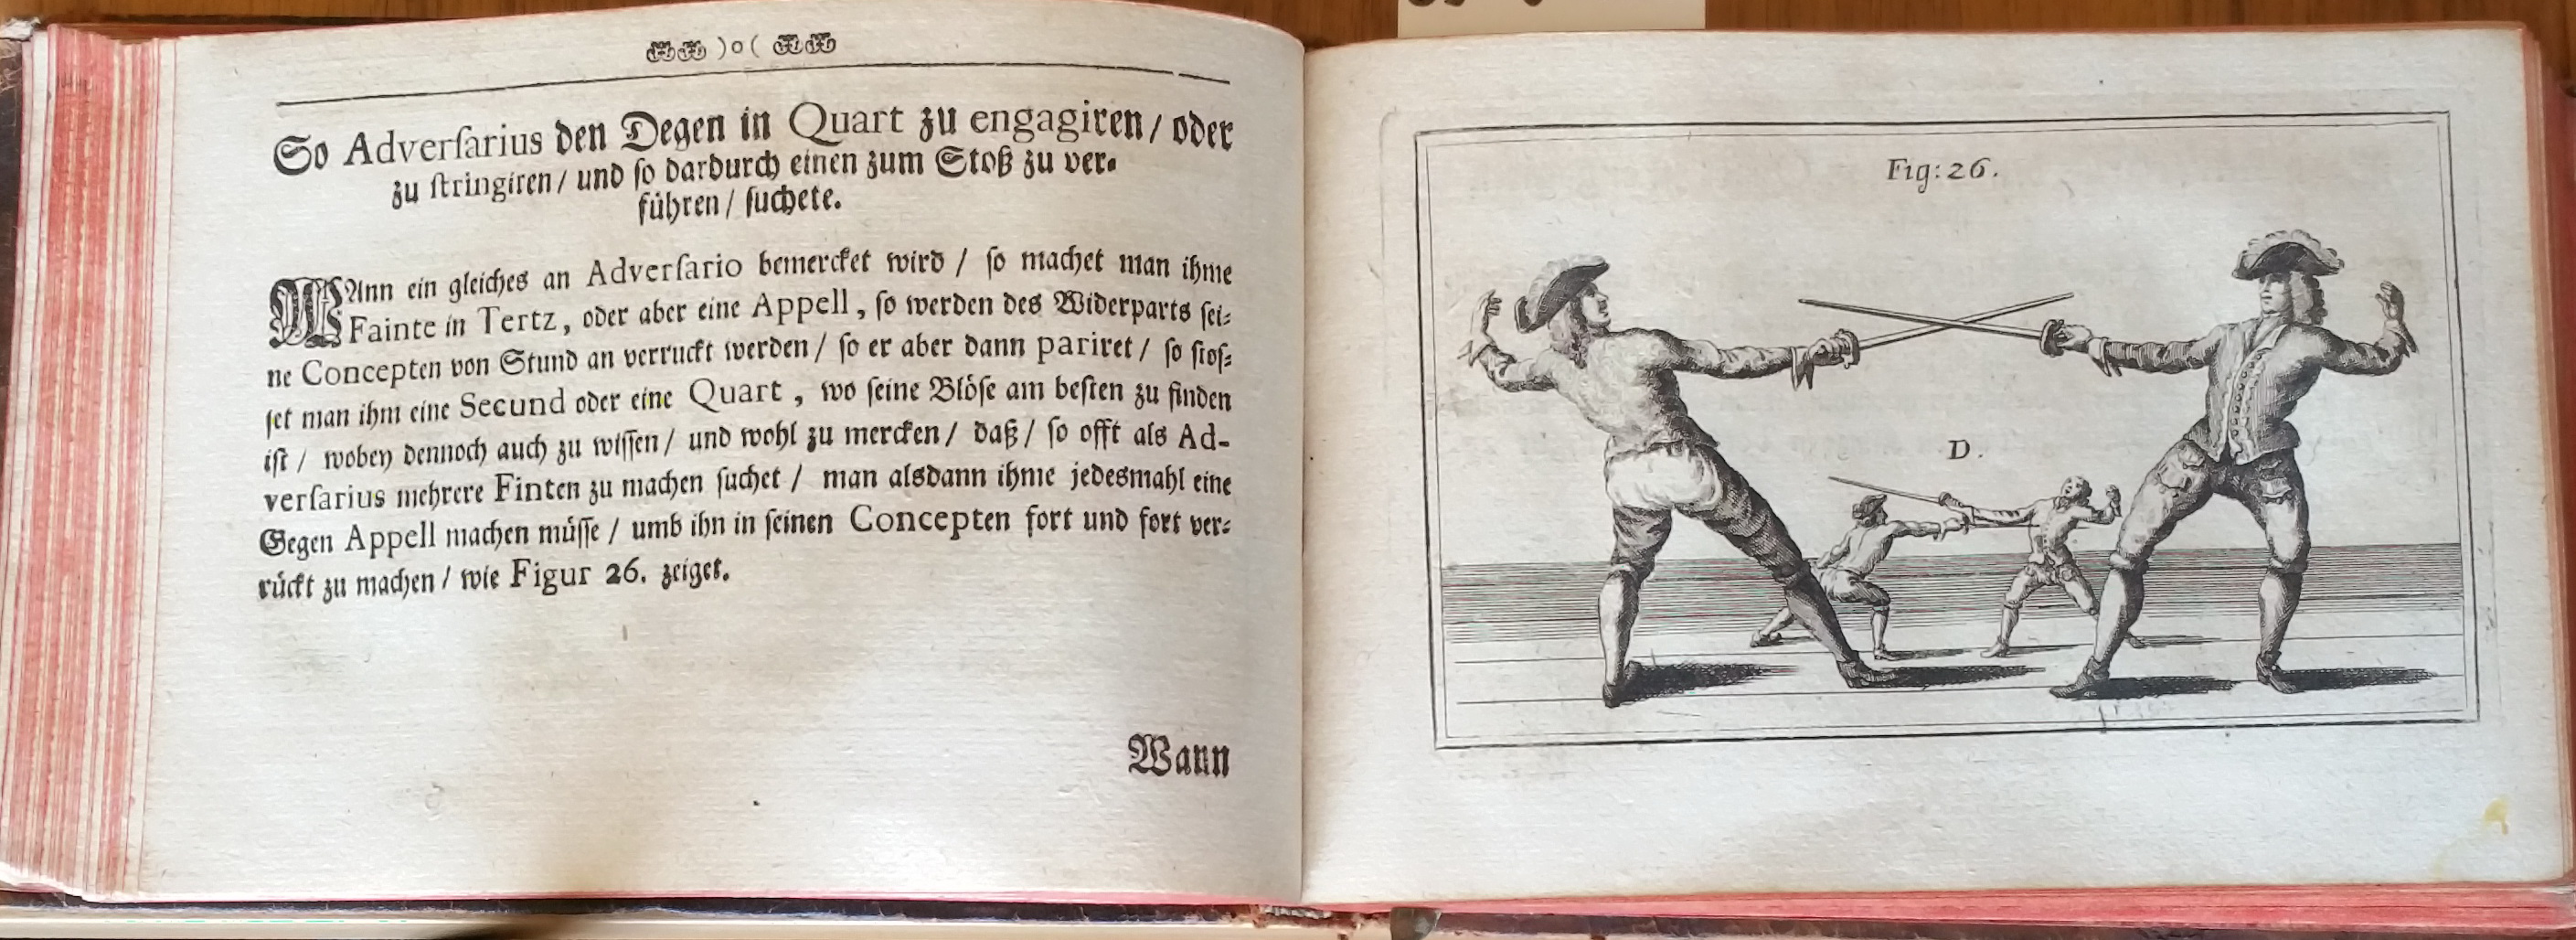 )o(
So Adversarius den Degen in Quart zu engagiren / oder
zu stringiren / und so dardurch einen zum Stoß zu ver-
führen / suchete.
WAnn ein gleiches an Adversario bemercket wird / so machet man ihme
Fainte in Tertz, oder aber eine Appell, so werden des Widerparts sei-
ne Concepten von Stund an verruckt werden / so er aber dann pariret / so stos-
set man ihm eine Secund oder eine Quart, wo seine Blöse am besten zu finden
ist / wobey dennoch auch zu wissen / und wohl zu mercken / daß / so offt als Ad-
versarius mehrere Finten zu machen suchet / man alsdann ihme jedesmahl eine
Gegen Appell machen müsse / umb ihn in seinen Concepten fort und fort ver-
rückt zu machen / wie Figur 26. zeiget.
Wann
Fig: 26.
D.